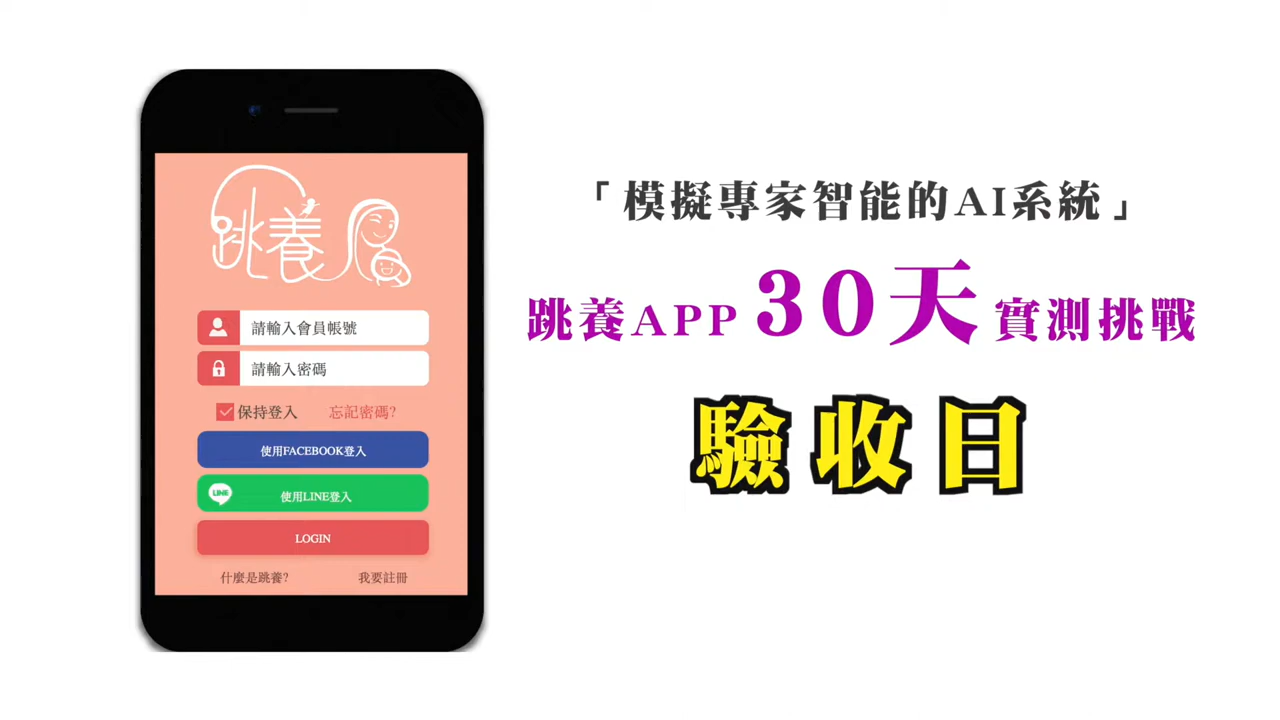 跳養
請輸入會員帳號
請輸入密碼
保持登入 忘記密碼?
使用FACEBOOK登入
LINE 使用LINE登入
LOGIN
什麼是跳養? 我要註冊
「模擬專家智能的AI系統」
跳養APP30天實測挑戰
驗收日